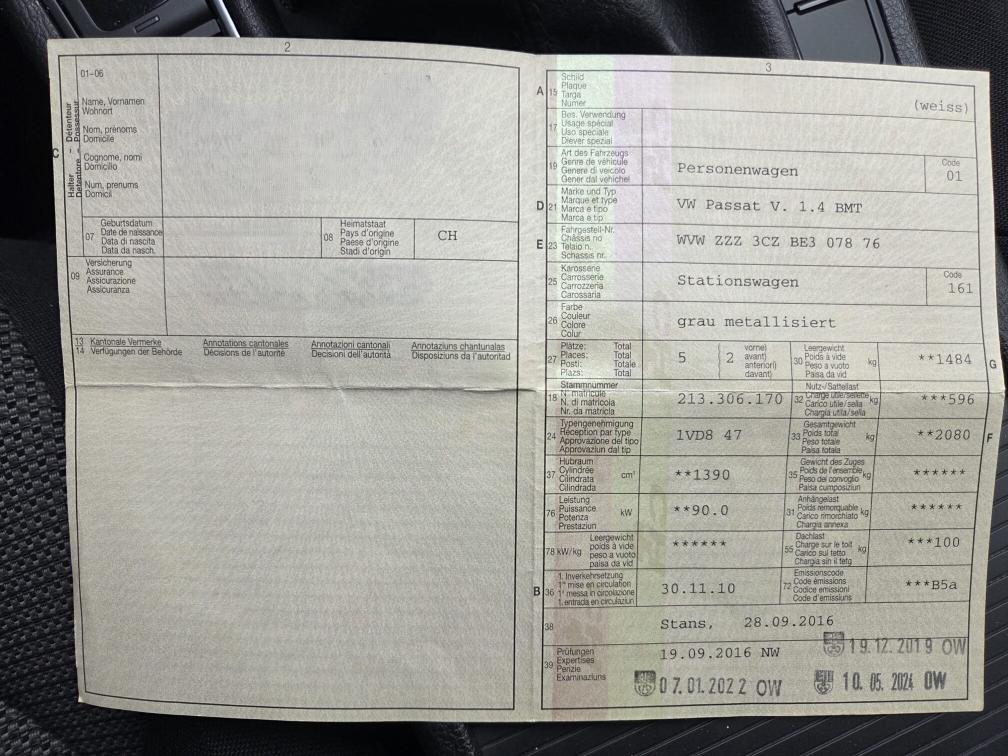 2
01-06
C
Halter - Détenteur
Detentore - Possessur
Name, Vornamen
Wohnort
Nom, prénoms
Domicile
Cognome, nomi
Domicilio
Num, prenums
Domicil
07
Geburtsdatum
Date de naissance
Data di nascita
Data da nasch.
08
Heimatstaat
Pays d'origine
Paese d'origine
Stadi d'origin
CH
09
Versicherung
Assurance
Assicurazione
Assicuranza
13 Kantonale Vermerke Annotations cantonales Annotazioni cantonali Annotaziuns chantunalas
14 Verfügungen der Behörde Décisions de l'autorité Decisioni dell'autorità Disposiziuns da l'autoritad
3
A 15
Schild
Plaque
Targa
Numer
(weiss)
17
Bes. Verwendung
Usage spécial
Uso speciale
Diever spezial
19
Art des Fahrzeugs
Genre de véhicule
Genere di veicolo
Gener dal vehichel
Personenwagen
Code
01
D 21
Marke und Typ
Marque et type
Marca e tipo
Marca e tip
VW Passat V. 1.4 BMT
E 23
Fahrgestell-Nr.
Châssis no
Telaio n.
Schassis nr.
WVW ZZZ 3CZ BE3 078 76
25
Karosserie
Carrosserie
Carrozzeria
Carossaria
Stationswagen
Code
161
26
Farbe
Couleur
Colore
Colur
grau metallisiert
27
Plätze: Total
Places: Total
Posti: Totale
Plazs: Total
5
2
vorne)
avant)
anteriori)
davant)
30
Leergewicht
Poids à vide
Peso a vuoto
Paisa da vid
kg
**1484
G
18
Stammnummer
N° matricule
N. di matricola
Nr. da matricla
213.306.170
32
Nutz-/Sattellast
Charge utile/sellette
Carico utile/sella
Chargia utila/sella
kg
***596
24
Typengenehmigung
Réception par type
Approvazione del tipo
Approvaziun dal tip
1VD8 47
33
Gesamtgewicht
Poids total
Peso totale
Paisa totala
kg
**2080
F
37
Hubraum
Cylindrée
Cilindrata
Cilindrada
cm³
**1390
35
Gewicht des Zuges
Poids de l'ensemble
Peso del convoglio
Paisa cumposiziun
kg
******
76
Leistung
Puissance
Potenza
Prestaziun
kW
**90.0
31
Anhängelast
Poids remorquable
Carico rimorchiato
Chargia annexa
kg
******
78 kW/kg
Leergewicht
poids à vide
peso a vuoto
paisa da vid
******
55
Dachlast
Charge sur le toit
Carico sul tetto
Chargia sin il tetg
kg
***100
B 36
1. Inverkehrsetzung
1re mise en circulation
1a messa in circolazione
1. entrada en circulaziun
30.11.10
72
Emissionscode
Code émissions
Codice emissioni
Code d'emissiuns
***B5a
38
Stans, 28.09.2016
39
Prüfungen
Expertises
Perizie
Examinaziuns
19.09.2016 NW
19.12.2019 OW
07.01.2022 OW
10.05.2024 OW